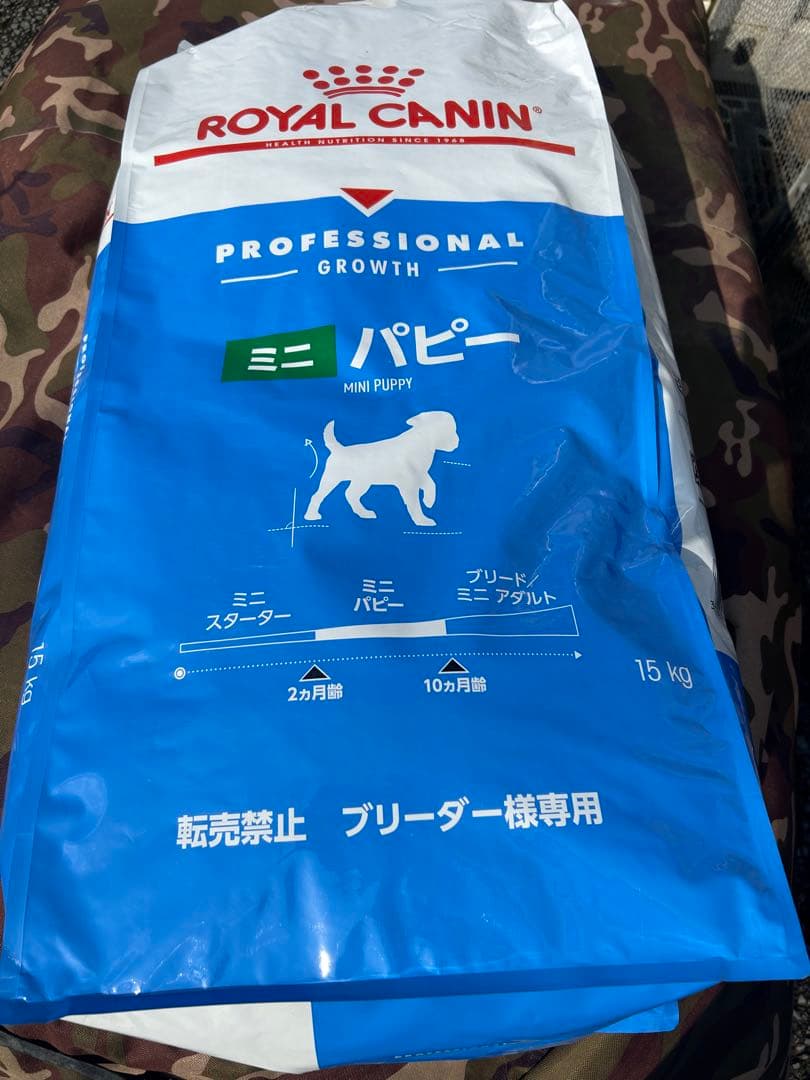 ROYAL CANIN®
HEALTH NUTRITION SINCE 1968
PROFESSIONAL
GROWTH
ミニ パピー
MINI PUPPY
ミニ
スターター
ミニ
パピー
ブリード/
ミニ アダルト
2ヵ月齢
10ヵ月齢
15 kg
15 kg
転売禁止 ブリーダー様専用